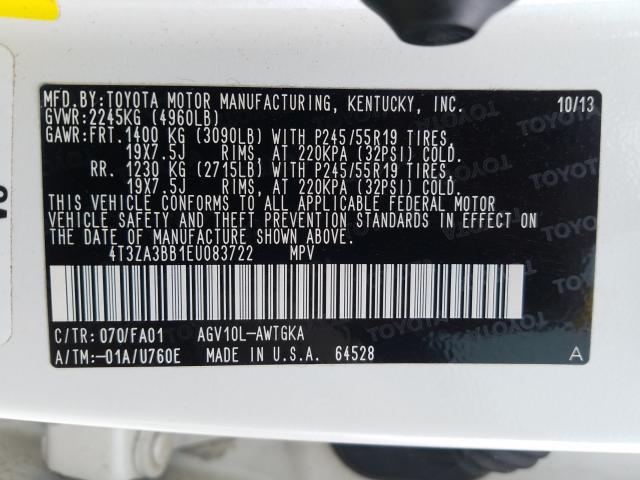 MFD.BY:TOYOTA MOTOR MANUFACTURING, KENTUCKY, INC. 10/13
GVWR:2245KG (4960LB)
GAWR:FRT. 1400 KG (3090LB) WITH P245/55R19 TIRES,
19X7.5J RIMS, AT 220KPA (32PSI) COLD.
RR. 1230 KG (2715LB) WITH P245/55R19 TIRES,
19X7.5J RIMS, AT 220KPA (32PSI) COLD.
THIS VEHICLE CONFORMS TO ALL APPLICABLE FEDERAL MOTOR
VEHICLE SAFETY AND THEFT PREVENTION STANDARDS IN EFFECT ON
THE DATE OF MANUFACTURE SHOWN ABOVE.
4T3ZA3BB1EU083722 MPV
C/TR: 070/FA01 AGV10L-AWTGKA
A/TM:-01A/U760E MADE IN U.S.A. 64528 A